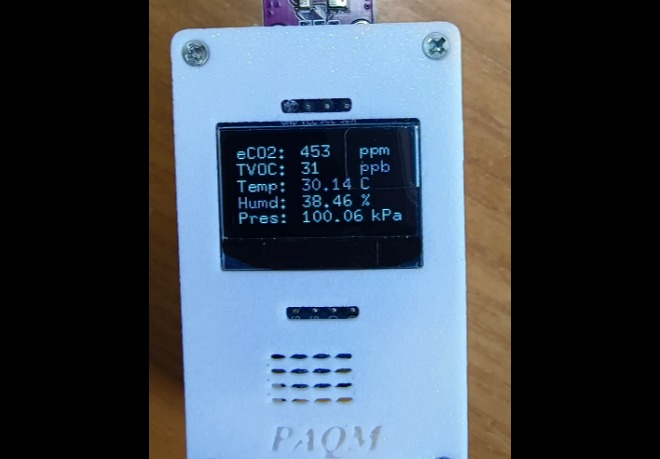 eCO2: 453 ppm
TVOC: 31 ppb
Temp: 30.14 C
Humd: 38.46 %
Pres: 100.06 kPa
PAQM